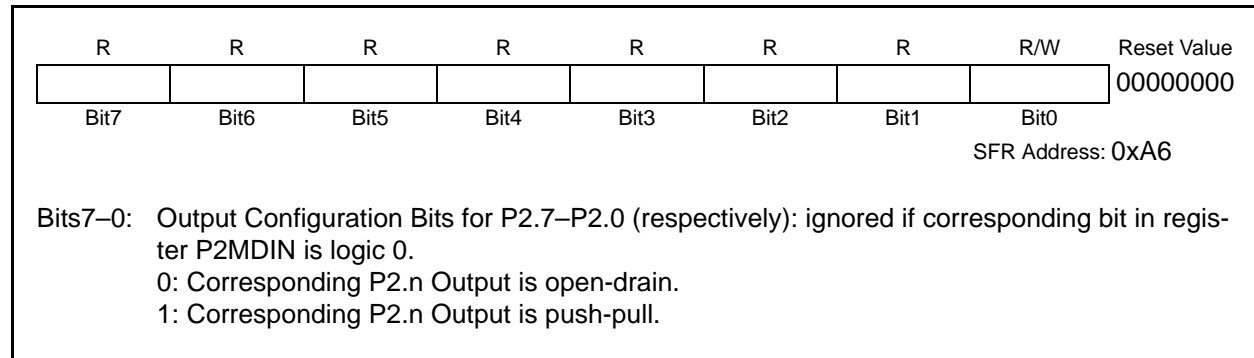 R R R R R R R R/W Reset Value
00000000
Bit7 Bit6 Bit5 Bit4 Bit3 Bit2 Bit1 Bit0
SFR Address: 0xA6
Bits7–0: Output Configuration Bits for P2.7–P2.0 (respectively): ignored if corresponding bit in regis-
ter P2MDIN is logic 0.
0: Corresponding P2.n Output is open-drain.
1: Corresponding P2.n Output is push-pull.